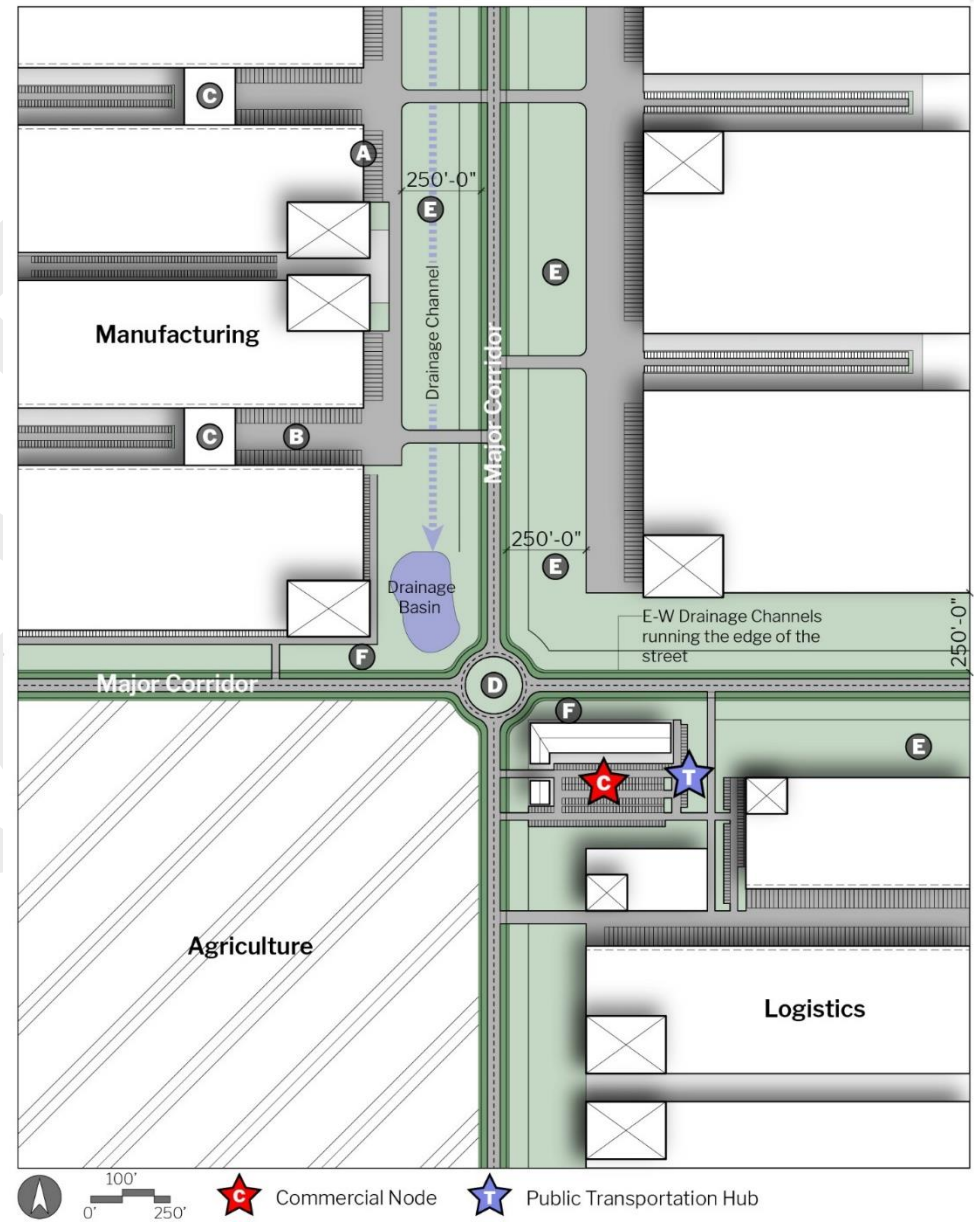 C
A
250'-0"
E
E
Drainage Channel
Manufacturing
Major Corridor
C
B
250'-0"
E
Drainage
Basin
E-W Drainage Channels
running the edge of the
street
250'-0"
F
Major Corridor
D
F
E
C
T
Agriculture
Logistics
100'
0'
250'
C
Commercial Node
T
Public Transportation Hub